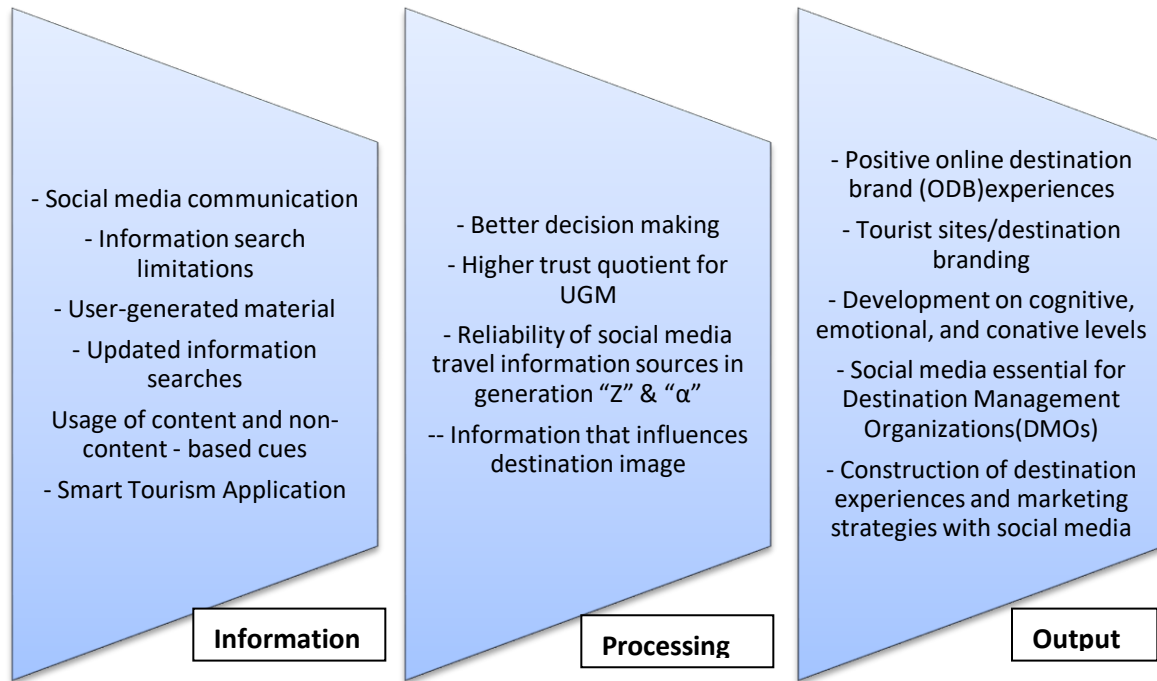 - Social media communication
- Information search
limitations
- User-generated material
- Updated information
searches
Usage of content and non-
content - based cues
- Smart Tourism Application
Information
- Better decision making
- Higher trust quotient for
UGM
- Reliability of social media
travel information sources in
generation “Z” & “α”
-- Information that influences
destination image
Processing
- Positive online destination
brand (ODB)experiences
- Tourist sites/destination
branding
- Development on cognitive,
emotional, and conative levels
- Social media essential for
Destination Management
Organizations(DMOs)
- Construction of destination
experiences and marketing
strategies with social media
Output